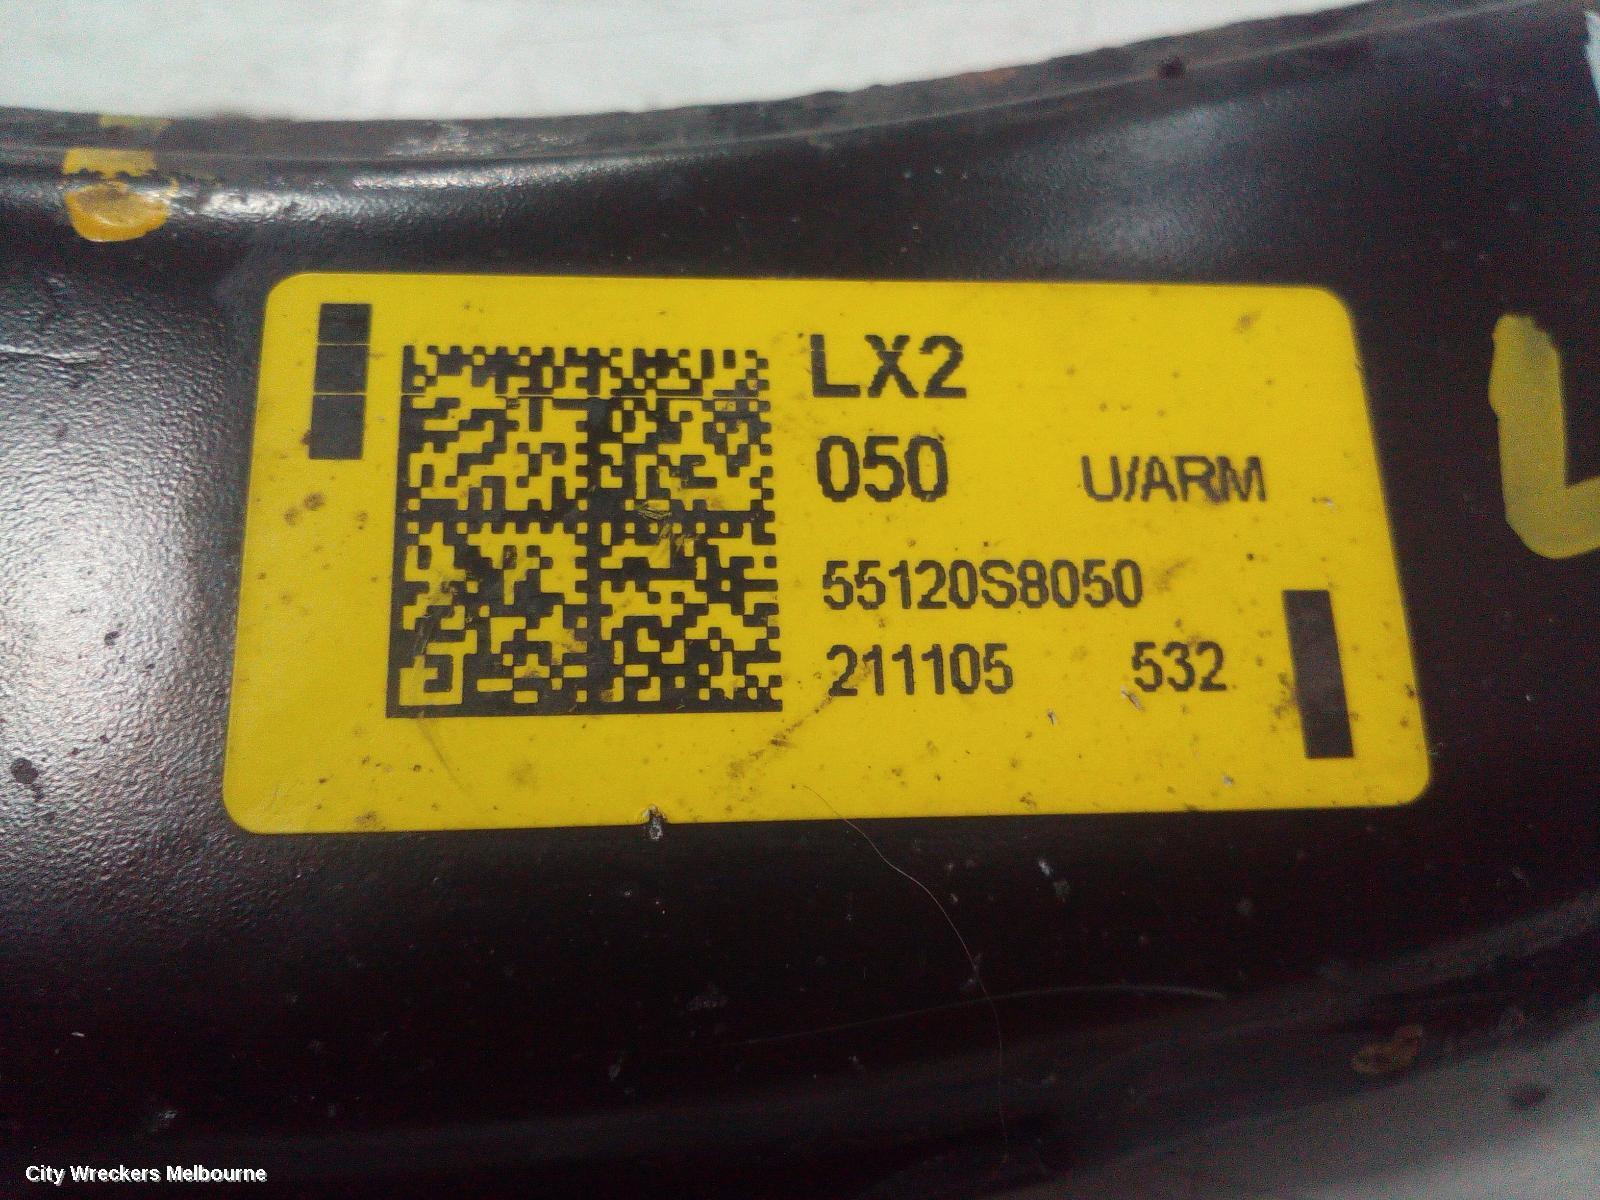 LX2
050 U/ARM
55120S8050
211105 532
City Wreckers Melbourne